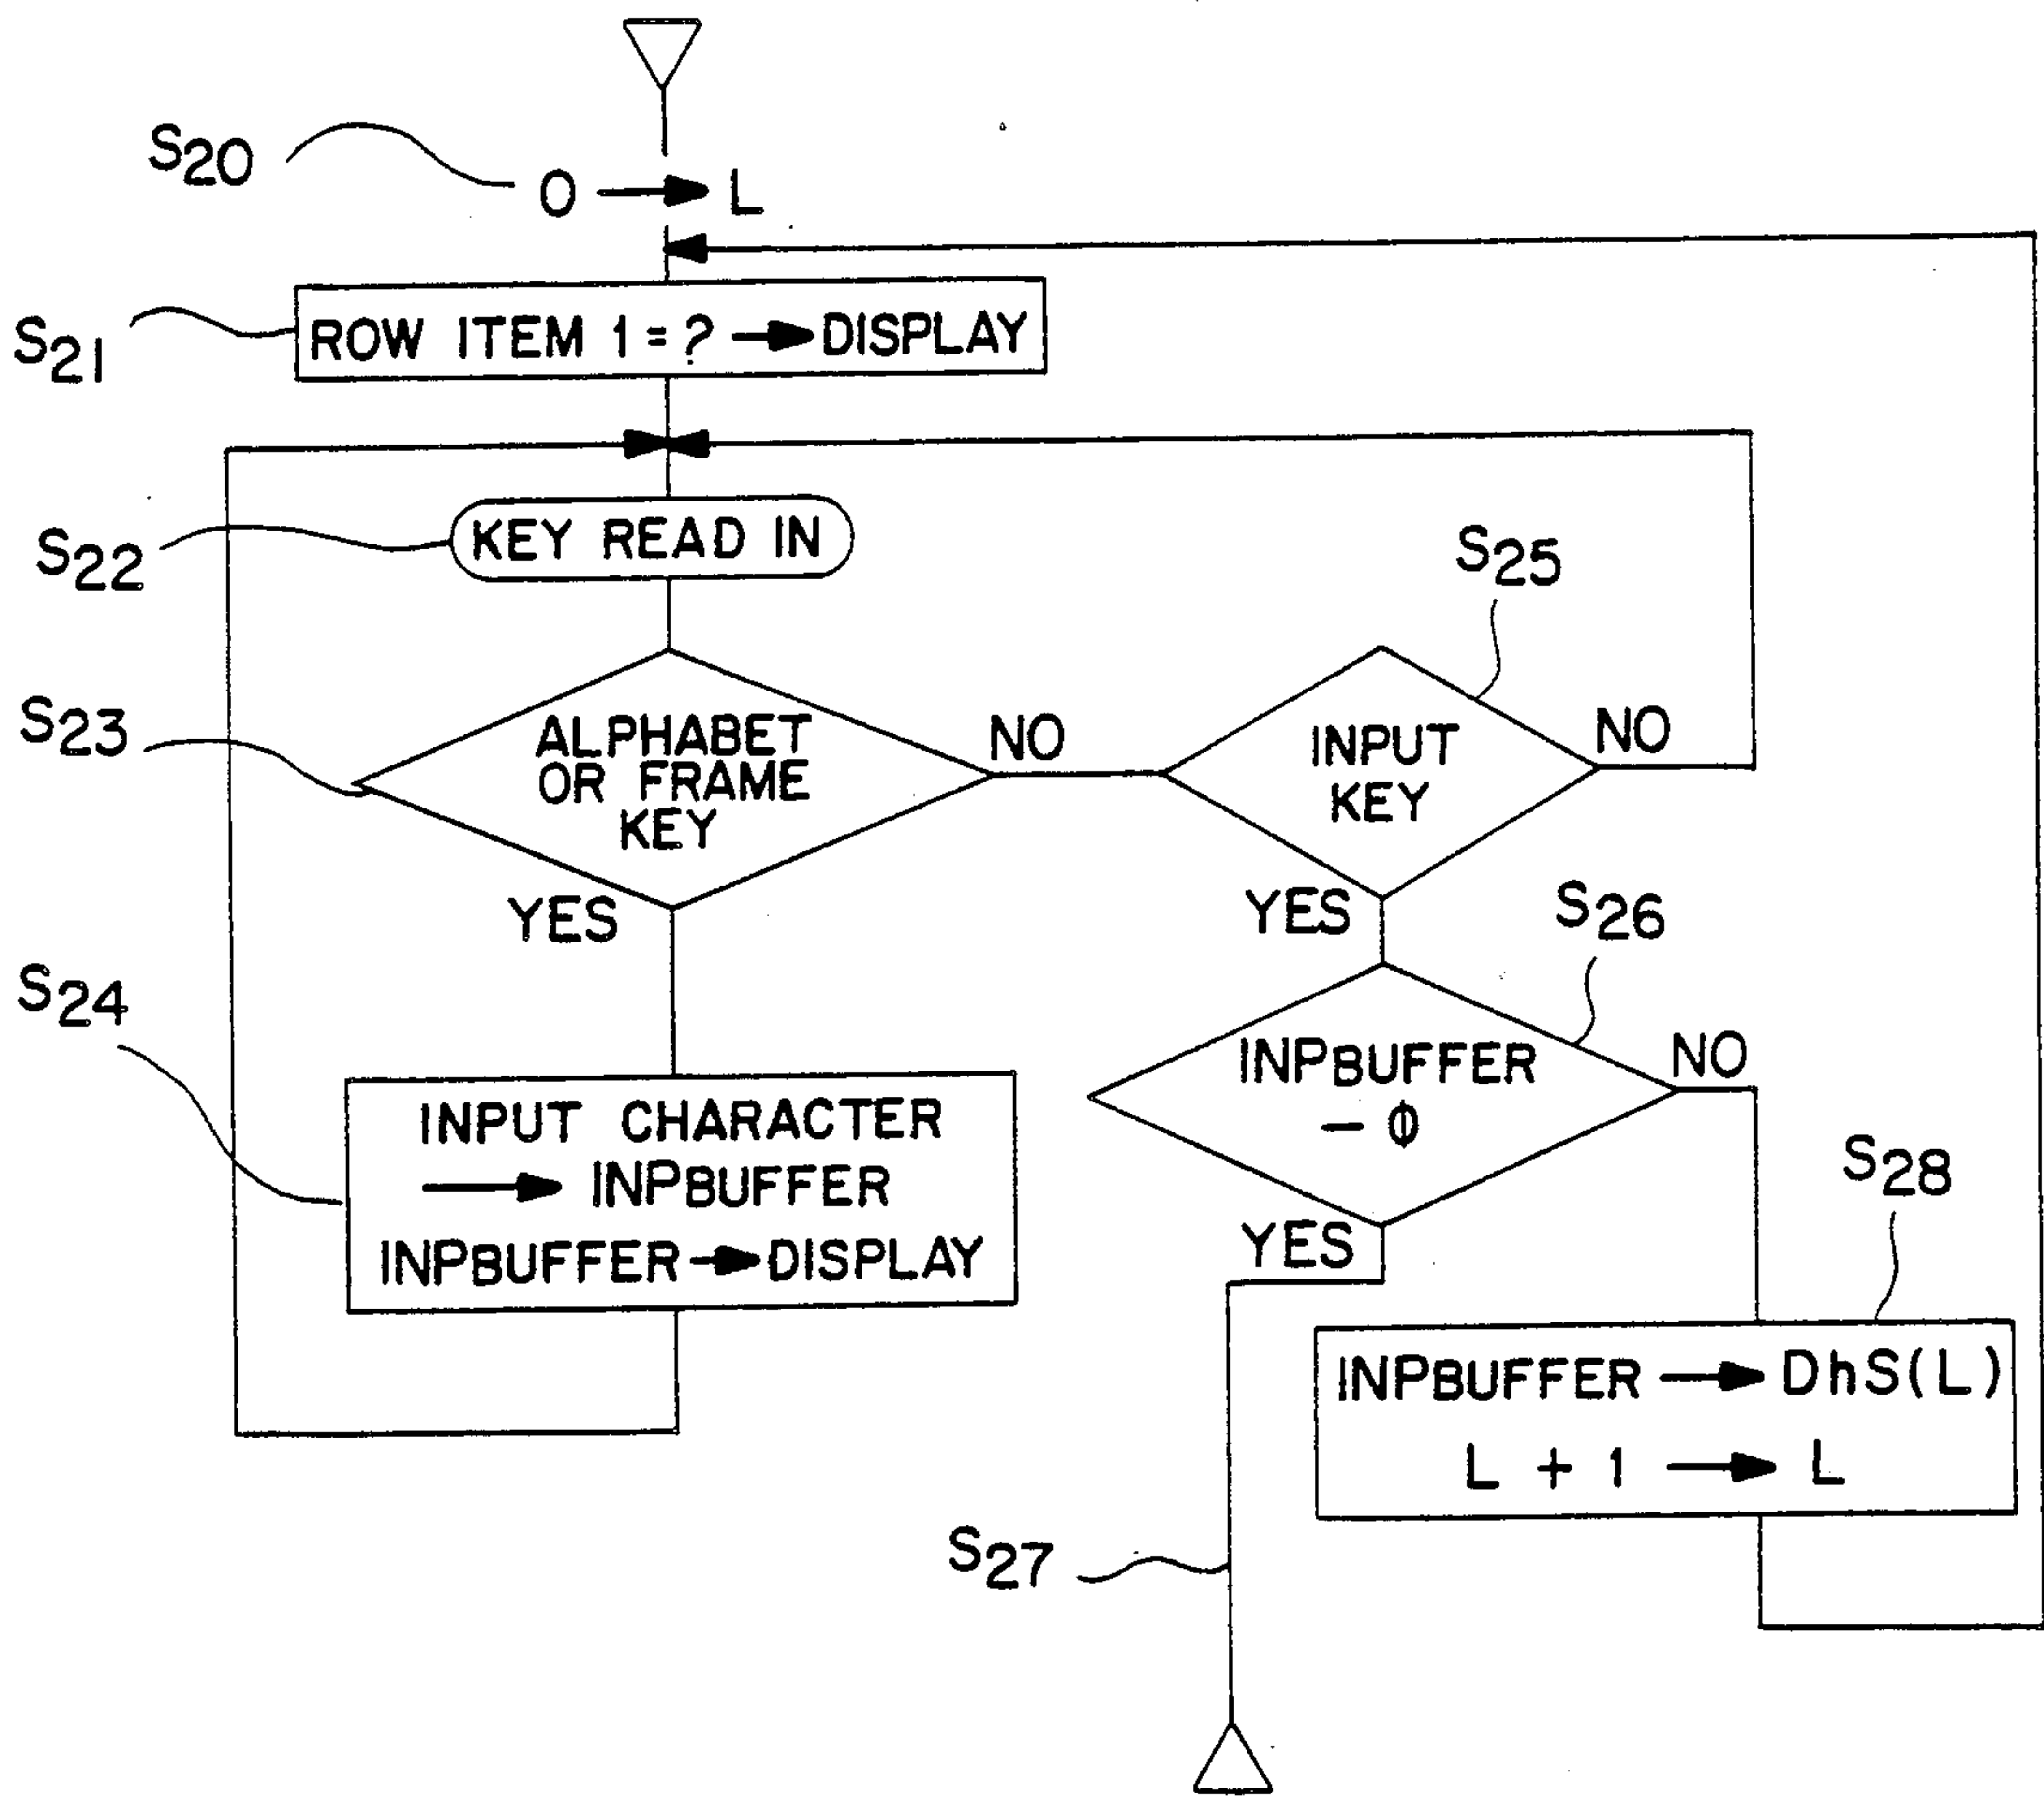 S20
O → L
S21
ROW ITEM 1 = ? → DISPLAY
S22
KEY READ IN
S23
ALPHABET
OR FRAME
KEY
NO
YES
S25
INPUT
KEY
NO
YES
S24
INPUT CHARACTER
→ INPBUFFER
INPBUFFER → DISPLAY
S26
INPBUFFER
– Φ
NO
YES
S28
INPBUFFER → DhS(L)
L + 1 → L
S27